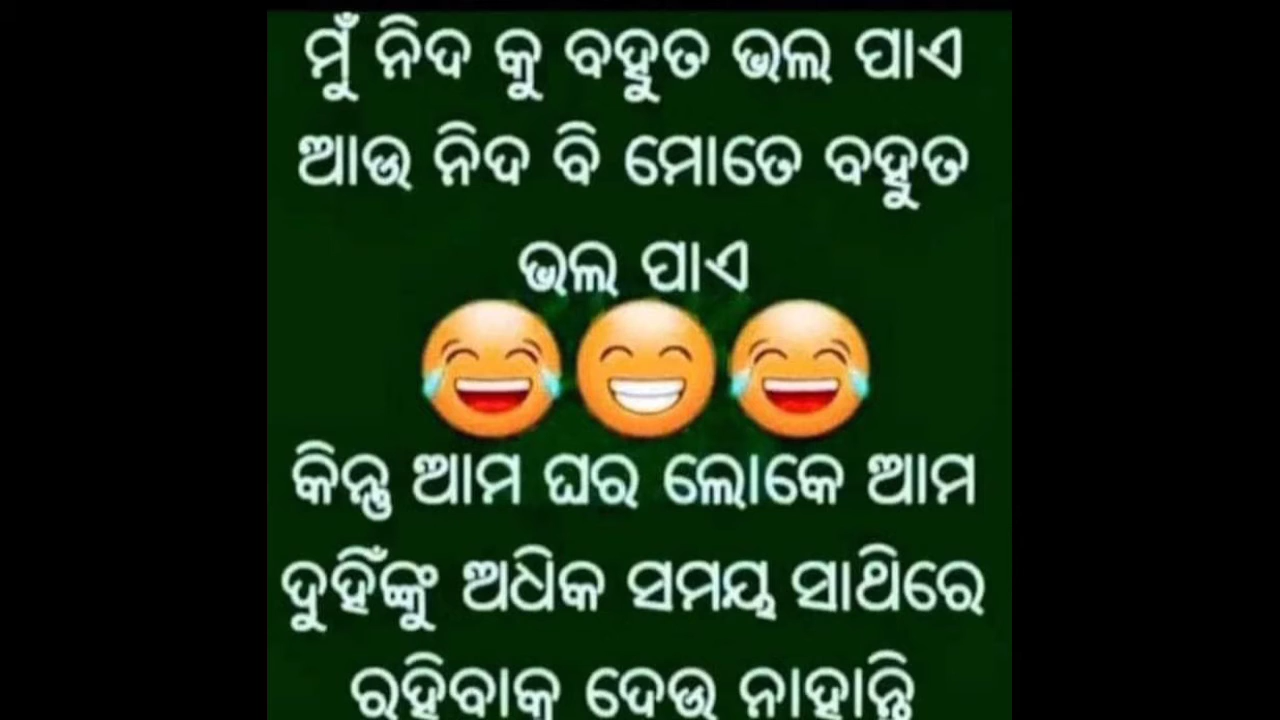 ମୁଁ ନିଦ କୁ ବହୁତ ଭଲ ପାଏ
ଆଉ ନିଦ ବି ମୋତେ ବହୁତ
ଭଲ ପାଏ
କିନ୍ତୁ ଆମ ଘର ଲୋକେ ଆମ
ଦୁହିଁଙ୍କୁ ଅଧିକ ସମୟ ସାଥିରେ
ରହିବାକୁ ଦେଉ ନାହାନ୍ତି